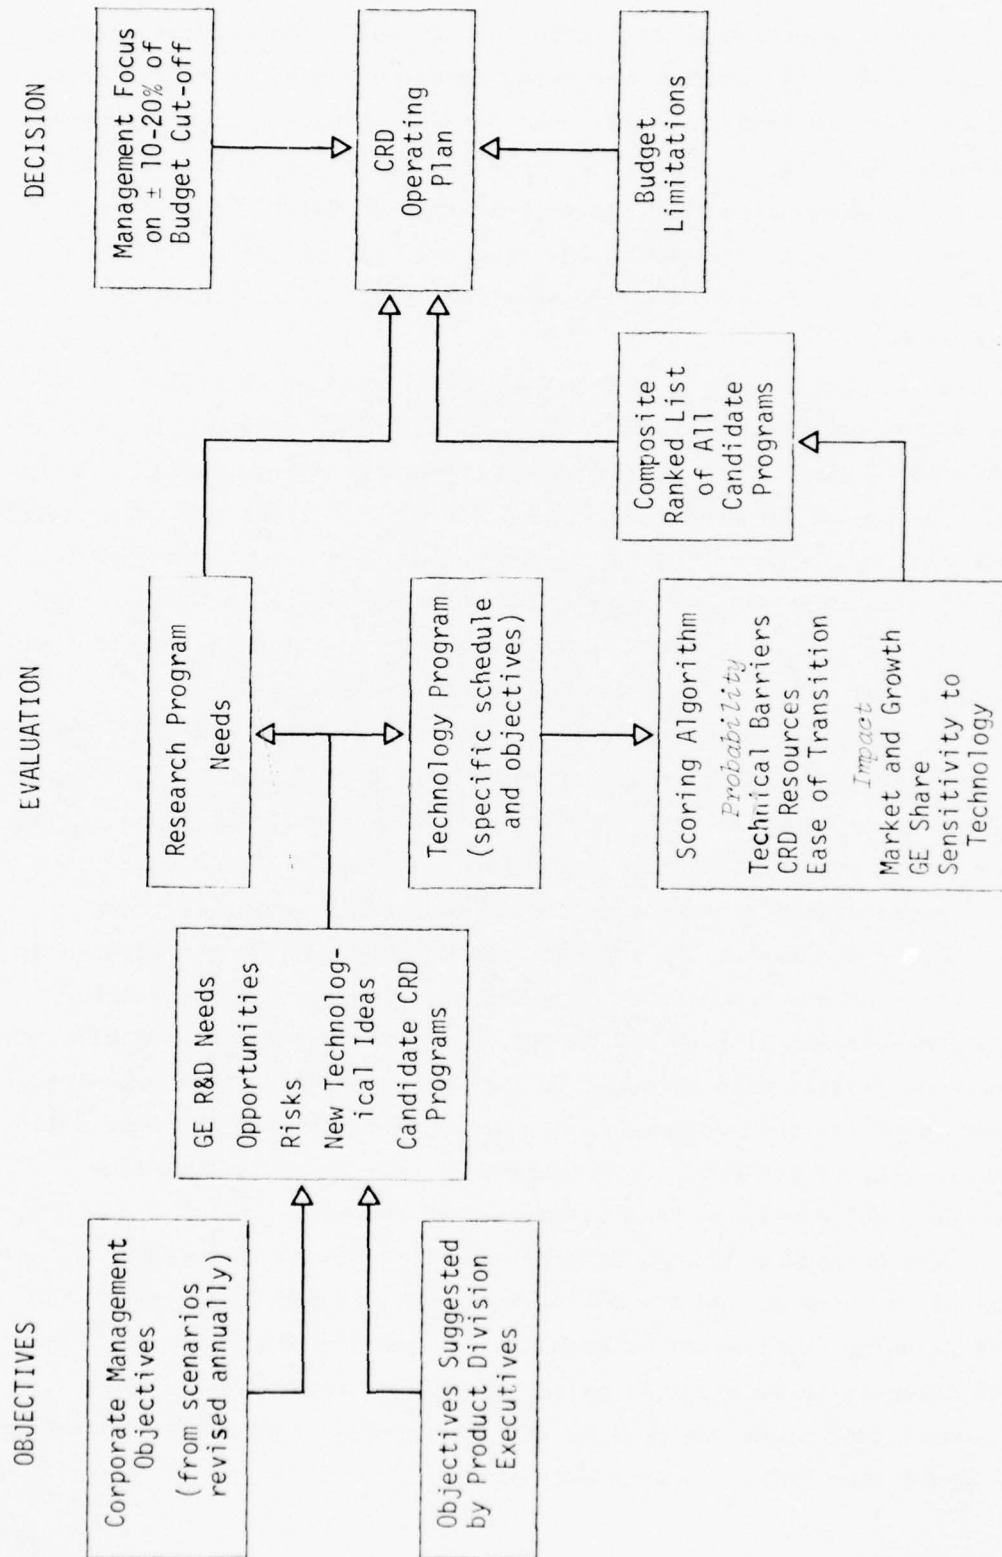 OBJECTIVES
Corporate Management
Objectives
(from scenarios
revised annually)
Objectives Suggested
by Product Division
Executives
GE R&D Needs
Opportunities
Risks
New Technolog-
ical Ideas
Candidate CRD
Programs
EVALUATION
Research Program
Needs
Technology Program
(specific schedule
and objectives)
Scoring Algorithm
Probability
Technical Barriers
CRD Resources
Ease of Transition
Impact
Market and Growth
GE Share
Sensitivity to
Technology
Composite
Ranked List
of All
Candidate
Programs
DECISION
Management Focus
on ± 10-20% of
Budget Cut-off
CRD
Operating
Plan
Budget
Limitations